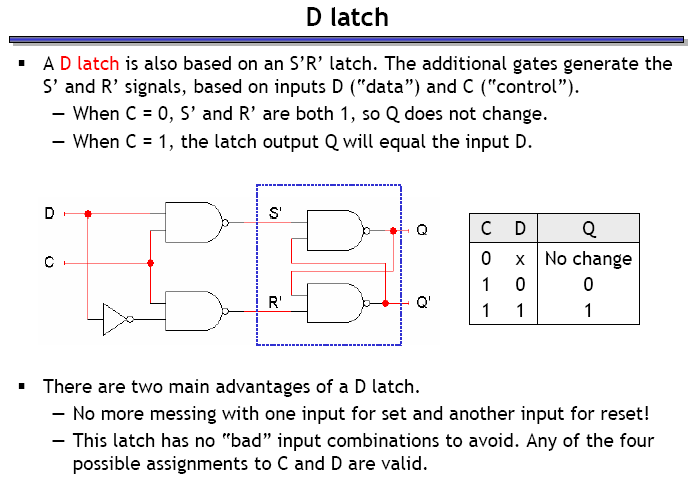 D latch
▪ A D latch is also based on an S’R’ latch. The additional gates generate the
S’ and R’ signals, based on inputs D (“data”) and C (“control”).
— When C = 0, S’ and R’ are both 1, so Q does not change.
— When C = 1, the latch output Q will equal the input D.
D
S'
Q
C
R'
Q'
C D Q
0 x No change
1 0 0
1 1 1
▪ There are two main advantages of a D latch.
— No more messing with one input for set and another input for reset!
— This latch has no “bad” input combinations to avoid. Any of the four
possible assignments to C and D are valid.